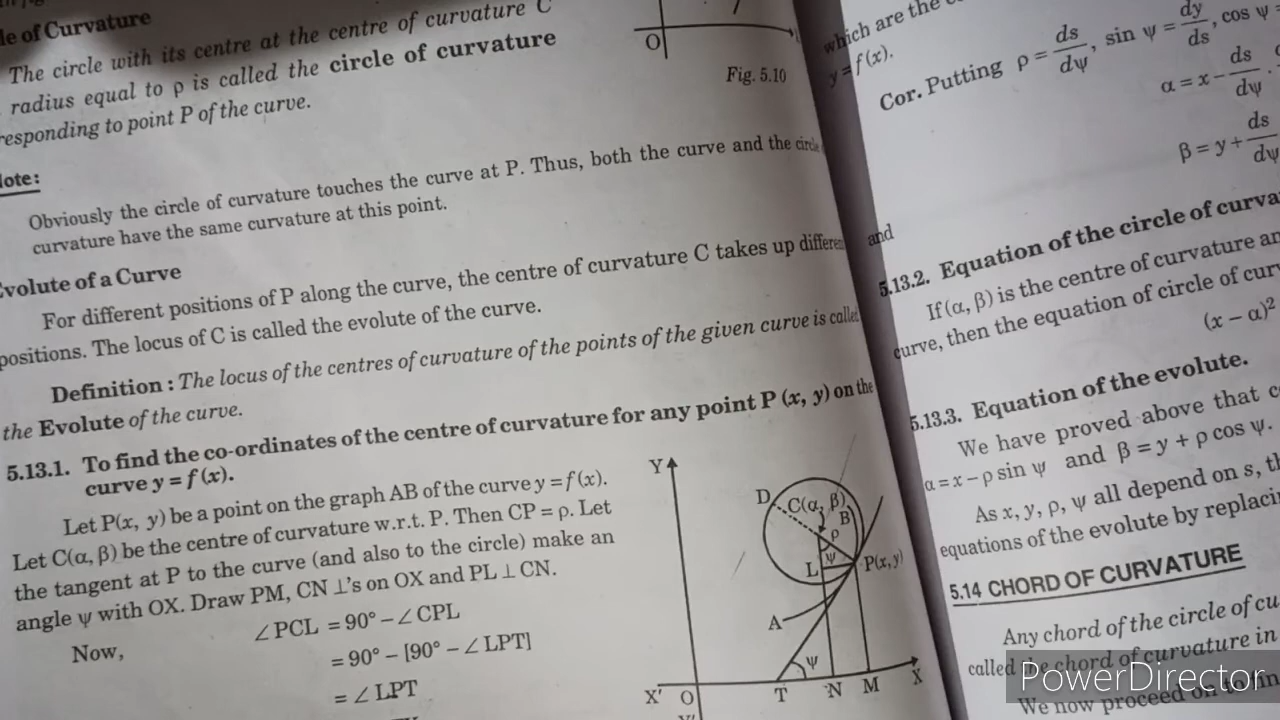 le of Curvature
The circle with its centre at the centre of curvature C
radius equal to ρ is called the circle of curvature
responding to point P of the curve.
O
Fig. 5.10
Note:
Obviously the circle of curvature touches the curve at P. Thus, both the curve and the circle
curvature have the same curvature at this point.
Evolute of a Curve
For different positions of P along the curve, the centre of curvature C takes up different
positions. The locus of C is called the evolute of the curve.
Definition : The locus of the centres of curvature of the points of the given curve is called
the Evolute of the curve.
5.13.1. To find the co-ordinates of the centre of curvature for any point P (x, y) on the
curve y = f (x).
Let P(x, y) be a point on the graph AB of the curve y = f (x).
Let C(α, β) be the centre of curvature w.r.t. P. Then CP = ρ. Let
the tangent at P to the curve (and also to the circle) make an
angle ψ with OX. Draw PM, CN ⊥'s on OX and PL ⊥ CN.
Now, ∠PCL = 90° – ∠CPL
= 90° – [90° – ∠LPT]
= ∠LPT
Y
D
C(α, β)
B
ρ
ψ
L
P(x, y)
A
ψ
X' O T N M X
which are the
y = f (x).
Cor. Putting ρ = ds/dψ, sin ψ = dy/ds, cos ψ =
α = x – ds/dψ ·
β = y + ds/dψ
and
5.13.2. Equation of the circle of curva
If (α, β) is the centre of curvature an
curve, then the equation of circle of curv
(x – α)²
5.13.3. Equation of the evolute.
We have proved above that c
α = x – ρ sin ψ and β = y + ρ cos ψ.
As x, y, ρ, ψ all depend on s, th
equations of the evolute by replaci
5.14 CHORD OF CURVATURE
Any chord of the circle of cu
called the chord of curvature in
We now proceed on to fin
PowerDirector